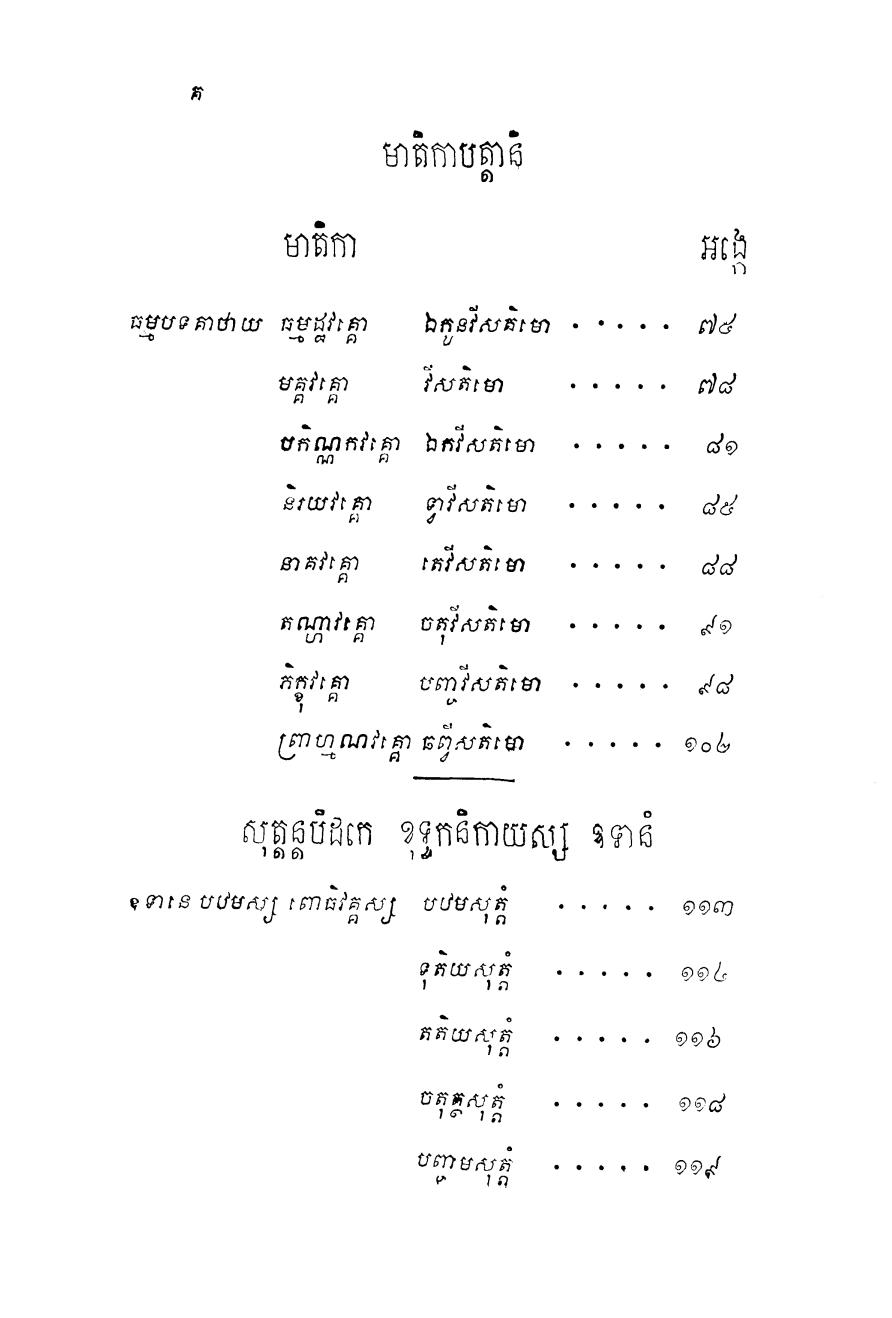 គ
មាតិកាបត្តានិ
មាតិកា អង្កេ
ធម្មបទគាថាយ ធម្មដ្ឋវគ្គោ ឯកូនវីសតិមោ . . . . . ៧៥
មគ្គវគ្គោ វីសតិមោ . . . . . ៧៨
បកិណ្ណកវគ្គោ ឯកវីសតិមោ . . . . . ៨១
និរយវគ្គោ ទ្វាវីសតិមោ . . . . . ៨៥
នាគវគ្គោ តេវីសតិមោ . . . . . ៨៨
តណ្ហាវគ្គោ ចតុវីសតិមោ . . . . . ៩១
ភិក្ខុវគ្គោ បញ្ចវីសតិមោ . . . . . ៩៨
ព្រាហ្មណវគ្គោ ឆព្វីសតិមោ . . . . . ១០២
សុត្តន្តបិដកេ ខុទ្ទកនិកាយស្ស ឧទានំ
ឧទានេ បឋមស្ស ពោធិវគ្គស្ស បឋមសុត្តំ . . . . . ១១៣
ទុតិយសុត្តំ . . . . . ១១៤
តតិយសុត្តំ . . . . . ១១៦
ចតុត្ថសុត្តំ . . . . . ១១៨
បញ្ចាមសុត្តំ . . . . . ១១៩